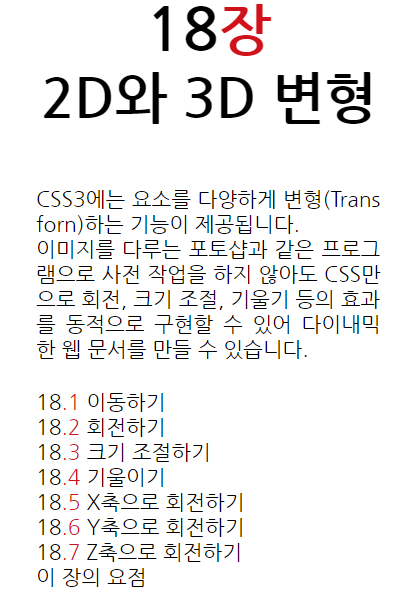 18장
2D와 3D 변형
CSS3에는 요소를 다양하게 변형(Trans
forn)하는 기능이 제공됩니다.
이미지를 다루는 포토샵과 같은 프로그
램으로 사전 작업을 하지 않아도 CSS만
으로 회전, 크기 조절, 기울기 등의 효과
를 동적으로 구현할 수 있어 다이내믹
한 웹 문서를 만들 수 있습니다.
18.1 이동하기
18.2 회전하기
18.3 크기 조절하기
18.4 기울이기
18.5 X축으로 회전하기
18.6 Y축으로 회전하기
18.7 Z축으로 회전하기
이 장의 요점